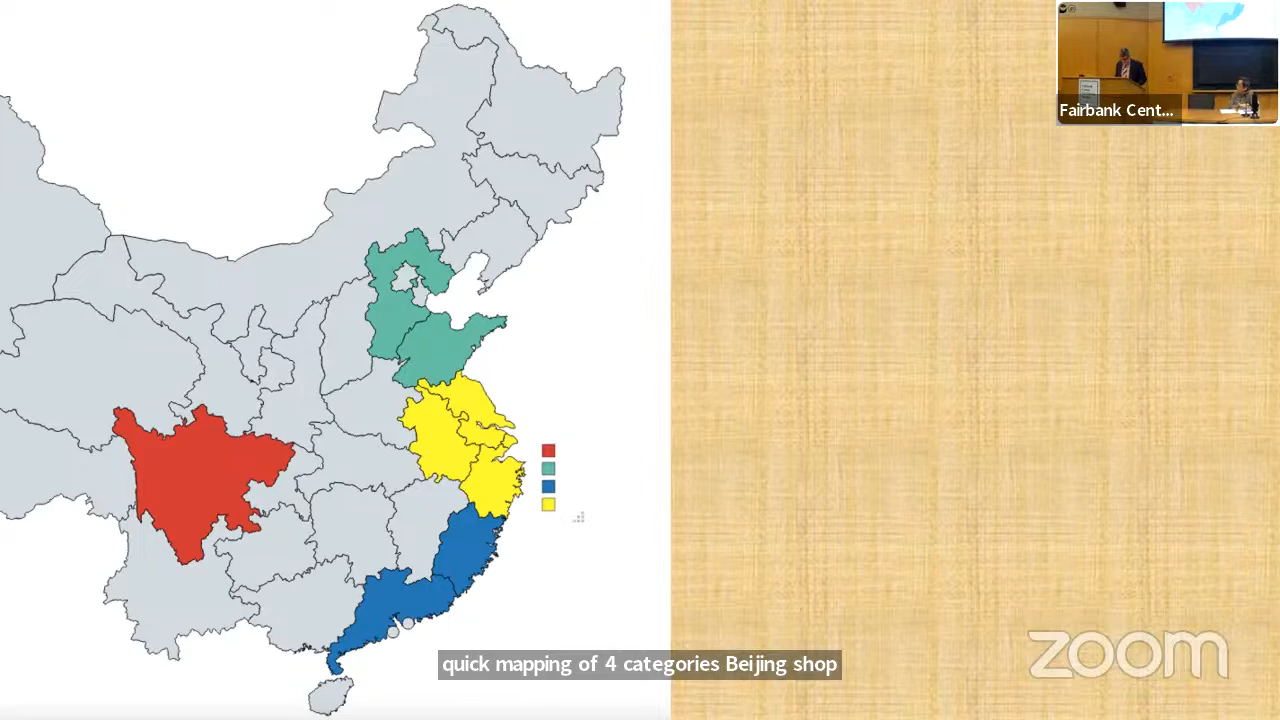 Fairbank Cent...
quick mapping of 4 categories Beijing shop
zoom